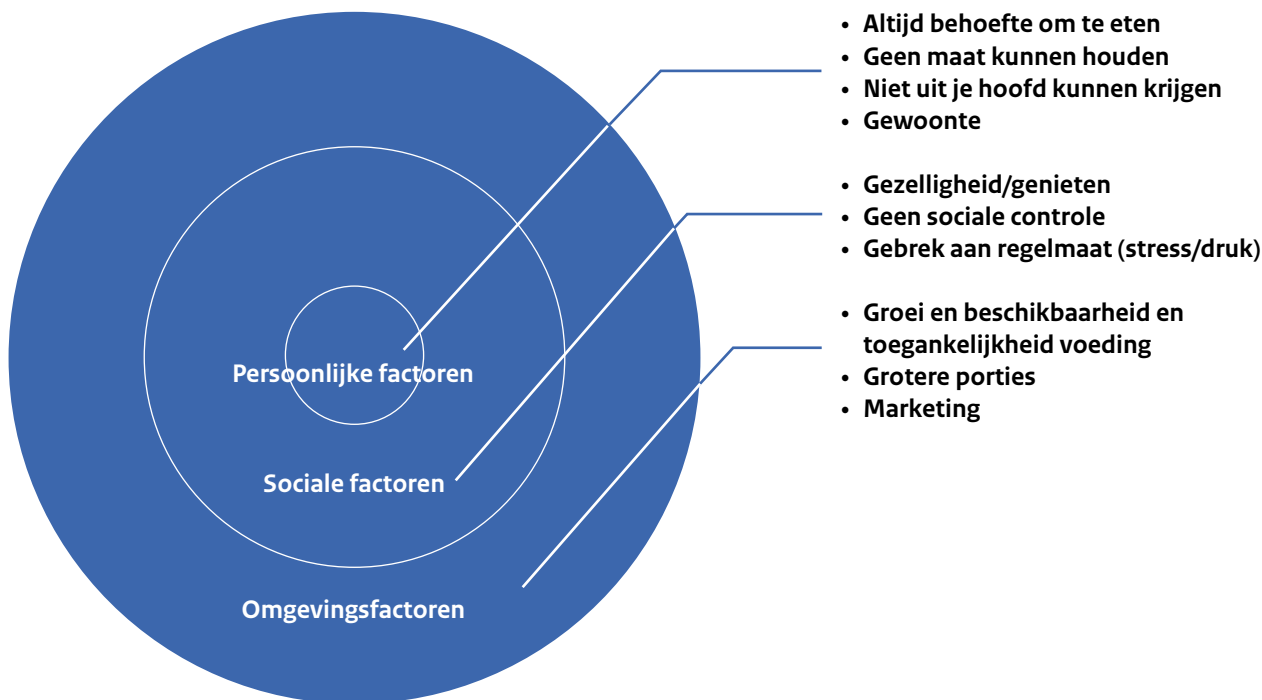 • Altijd behoefte om te eten
• Geen maat kunnen houden
• Niet uit je hoofd kunnen krijgen
• Gewoonte
• Gezelligheid/genieten
• Geen sociale controle
• Gebrek aan regelmaat (stress/druk)
• Groei en beschikbaarheid en
toegankelijkheid voeding
• Grotere porties
• Marketing
Persoonlijke factoren
Sociale factoren
Omgevingsfactoren